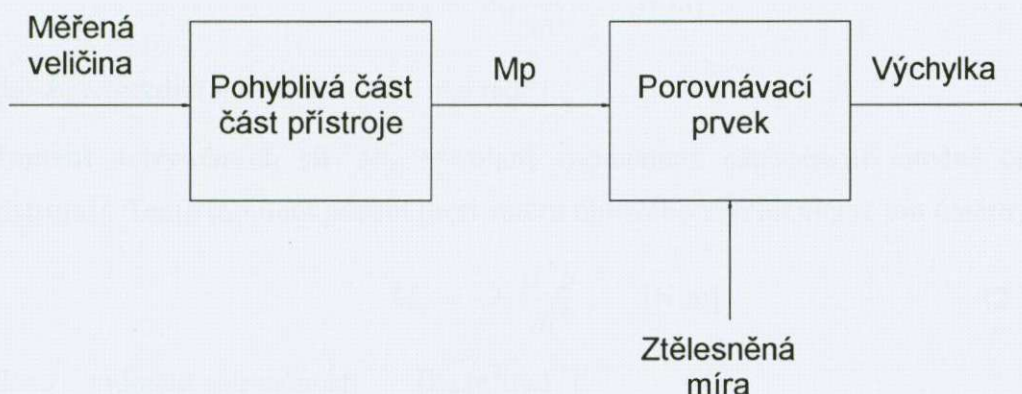 Měřená
veličina
Pohyblivá část
část přístroje
Mp
Porovnávací
prvek
Výchylka
Ztělesněná
míra